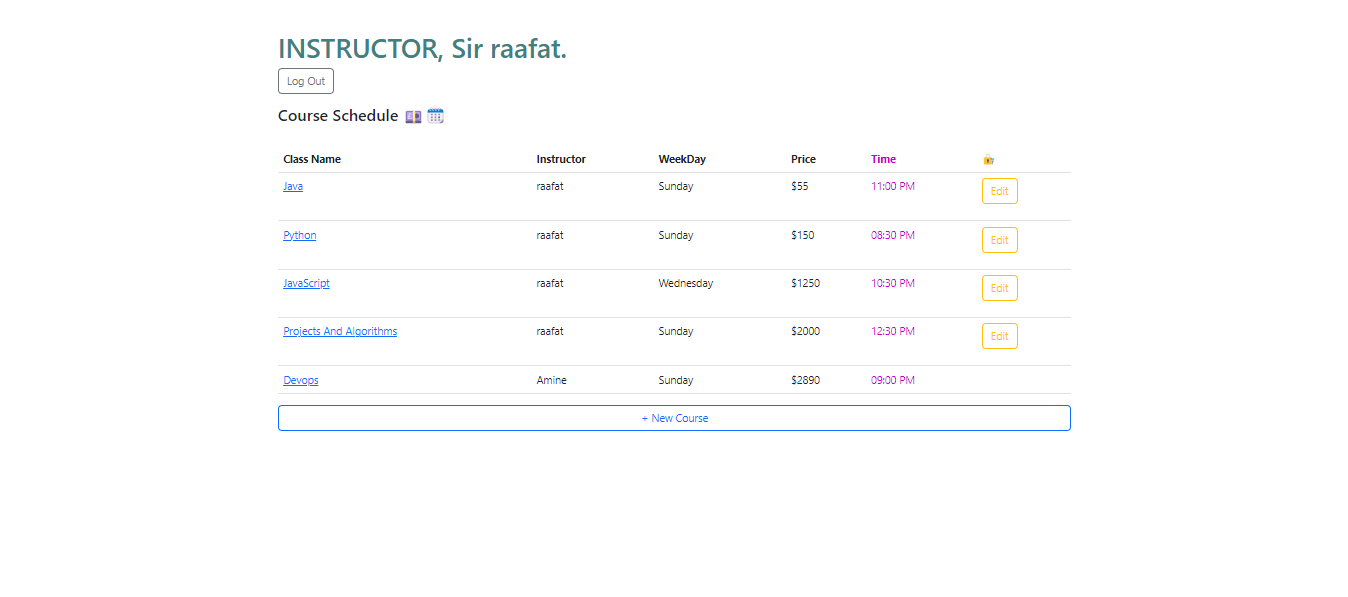 INSTRUCTOR, Sir raafat.
Log Out
Course Schedule
Class Name Instructor WeekDay Price Time
Java raafat Sunday $55 11:00 PM Edit
Python raafat Sunday $150 08:30 PM Edit
JavaScript raafat Wednesday $1250 10:30 PM Edit
Projects And Algorithms raafat Sunday $2000 12:30 PM Edit
Devops Amine Sunday $2890 09:00 PM
+ New Course